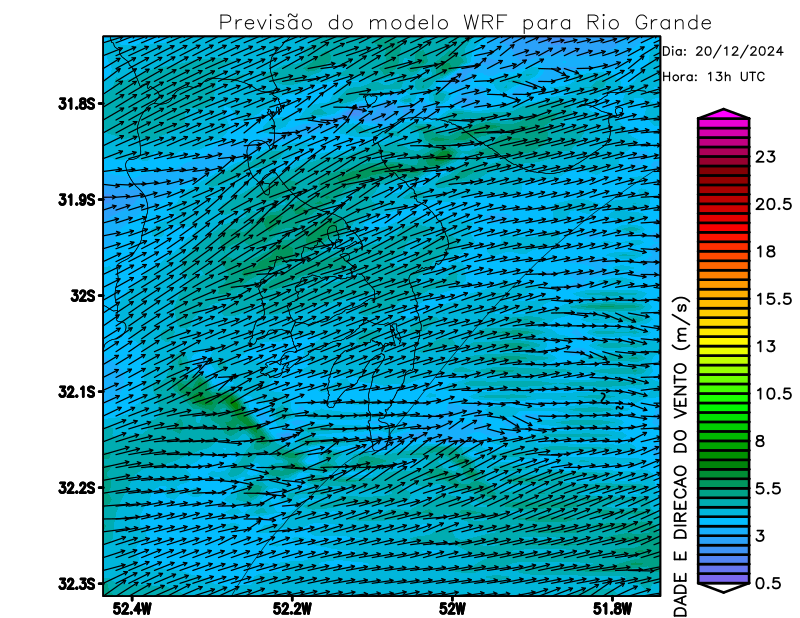 Previsão do modelo WRF para Rio Grande
Dia: 20/12/2024
Hora: 13h UTC
31.8S
31.9S
32S
32.1S
32.2S
32.3S
52.4W
52.2W
52W
51.8W
23
20.5
18
15.5
13
10.5
8
5.5
3
0.5
DADE E DIRECAO DO VENTO (m/s)